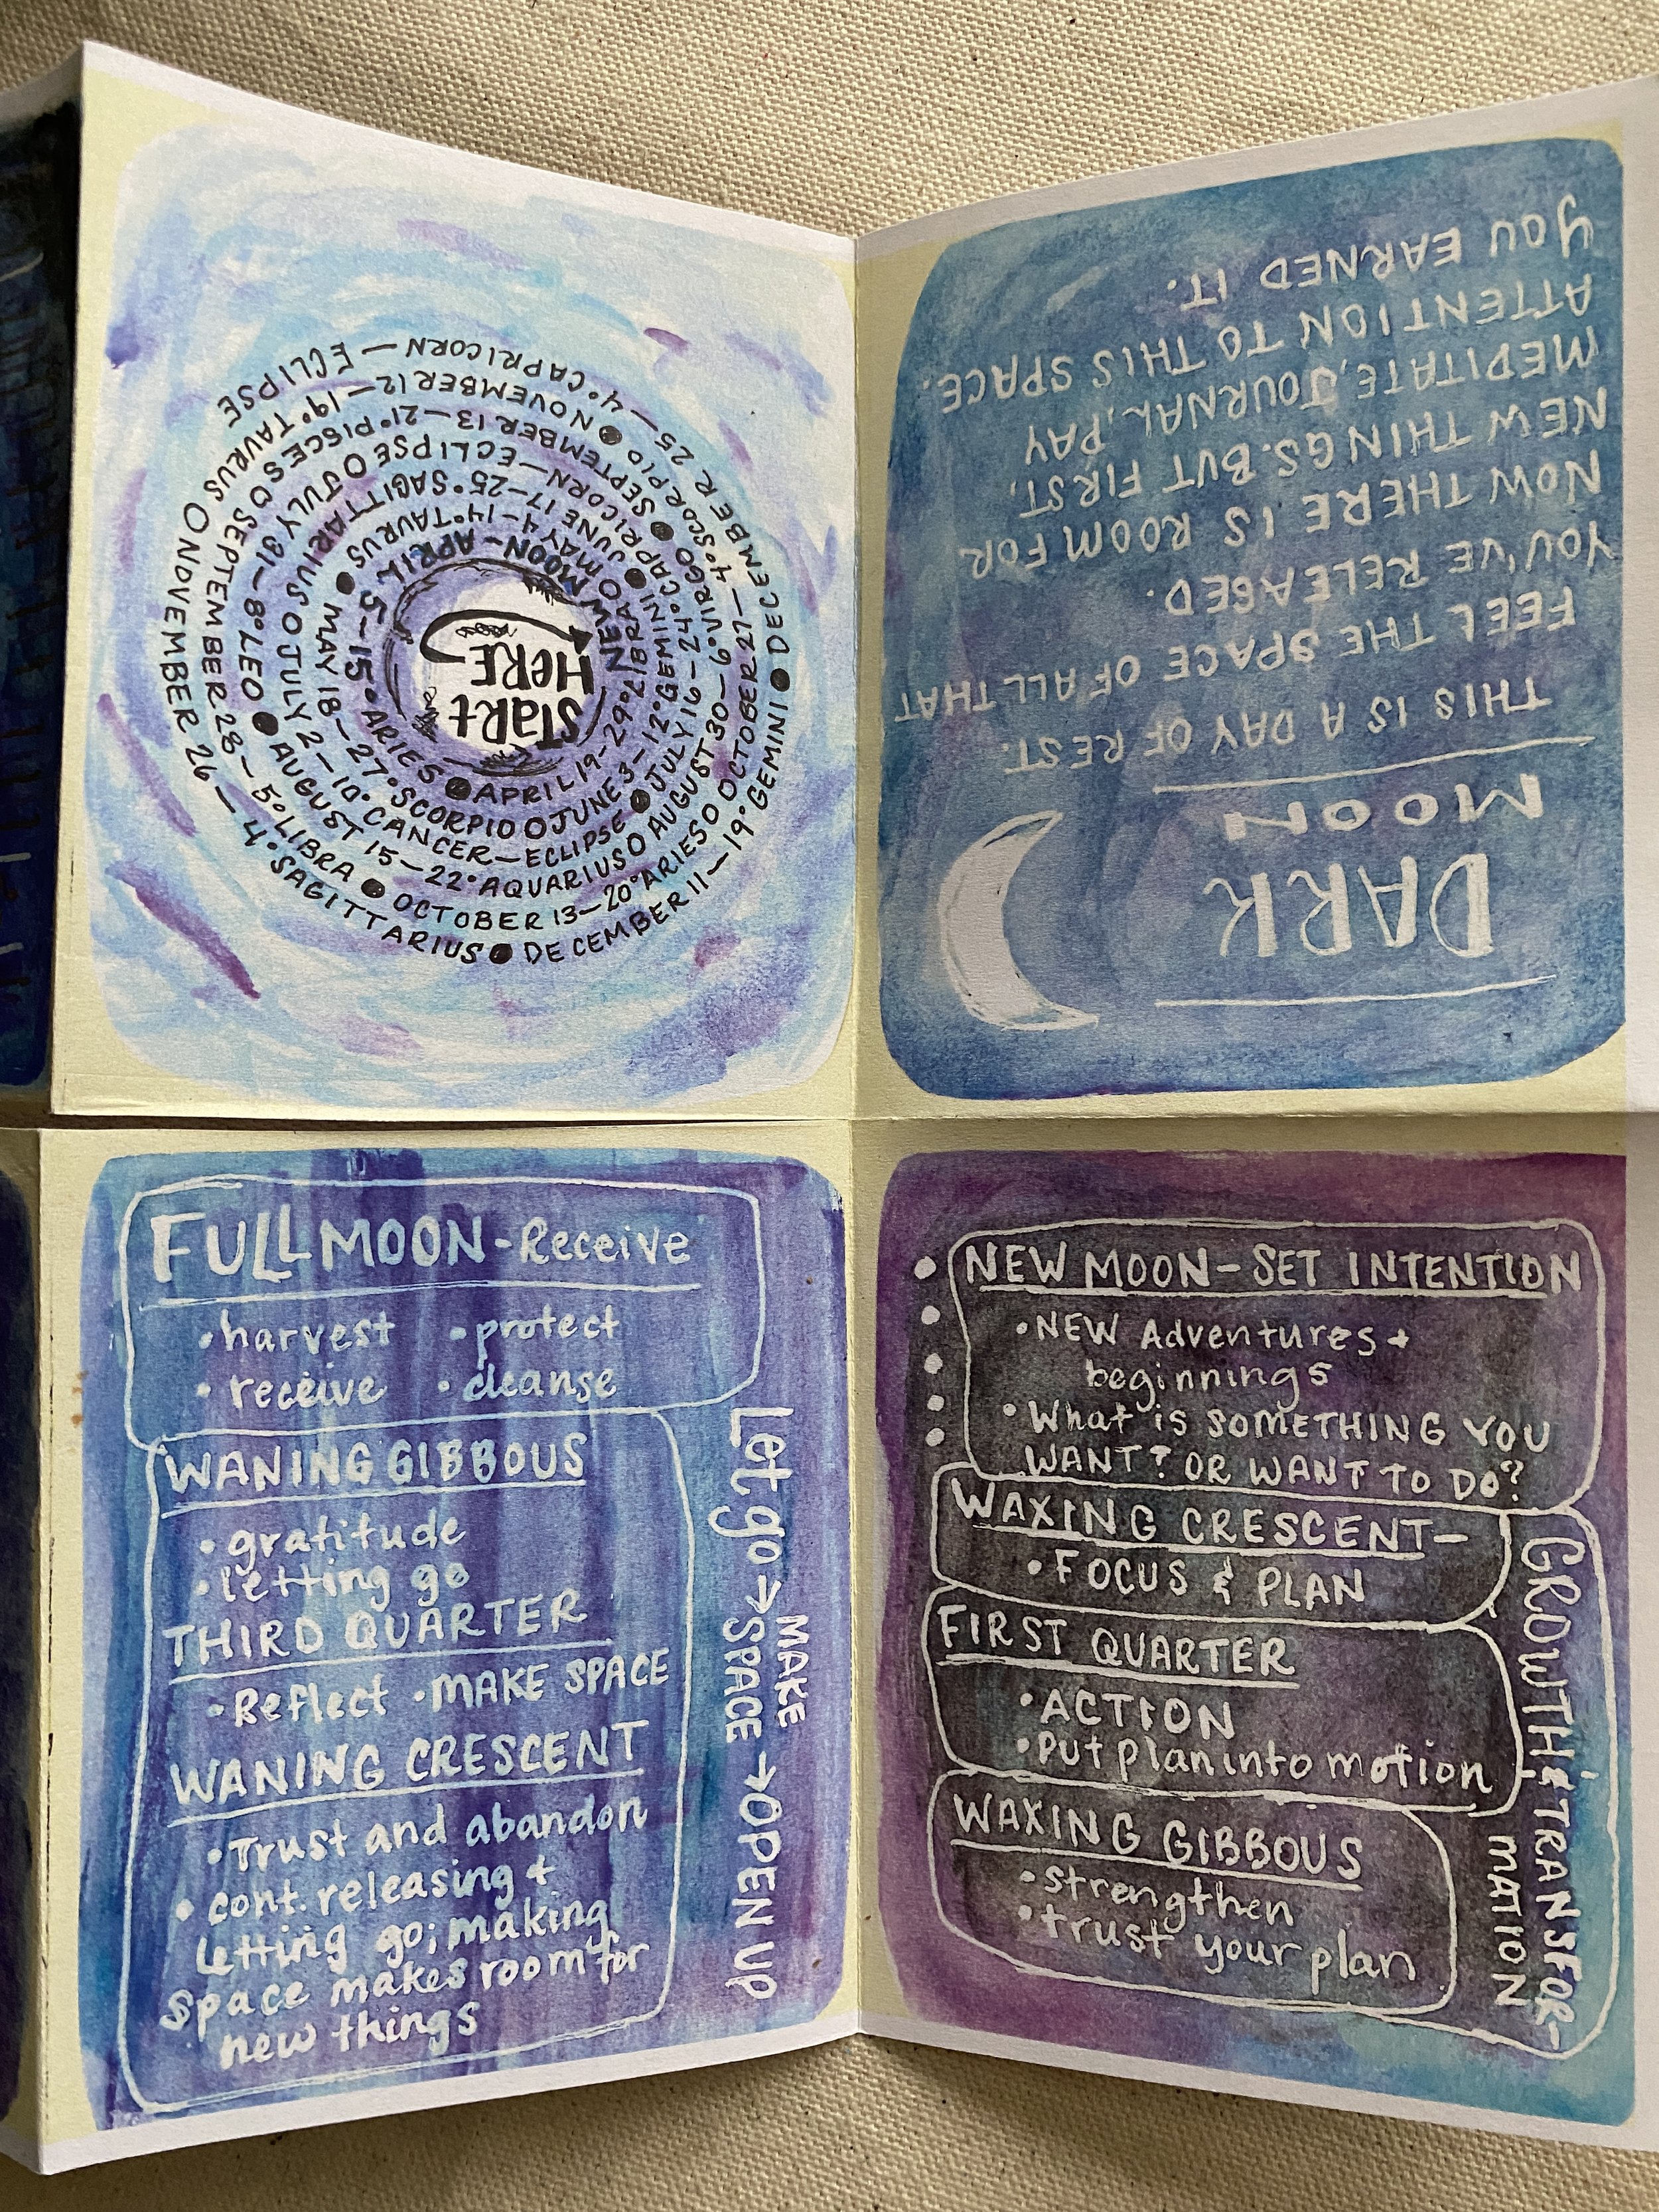 START
HERE
NEW MOON - APRIL 5-15° ARIES ● APRIL 19-29° LIBRA ○ MAY 4-14° TAURUS ● MAY 18-27° SCORPIO ○ JUNE 3-12° GEMINI ● JUNE 17-25° SAGITTARIUS ○ JULY 2-10° CANCER-ECLIPSE ● JULY 16-24° CAPRICORN-ECLIPSE ○ JULY 31-8° LEO ● AUGUST 15-22° AQUARIUS ○ AUGUST 30-6° VIRGO ● SEPTEMBER 13-21° PISCES ○ SEPTEMBER 28-5° LIBRA ● OCTOBER 13-20° ARIES ○ OCTOBER 27-4° SCORPIO ● NOVEMBER 12-19° TAURUS ○ NOVEMBER 26-4° SAGITTARIUS ● DECEMBER 11-19° GEMINI ● DECEMBER 25-4° CAPRICORN-ECLIPSE
DARK
MOON
THIS IS A DAY OF REST.
FEEL THE SPACE OF ALL THAT
YOU'VE RELEASED.
NOW THERE IS ROOM FOR
NEW THINGS. BUT FIRST,
MEDITATE, JOURNAL, PAY
ATTENTION TO THIS SPACE.
YOU EARNED IT.
FULL MOON - Receive
• harvest • protect
• receive • cleanse
WANING GIBBOUS
• gratitude
• letting go
THIRD QUARTER
• Reflect • MAKE SPACE
WANING CRESCENT
• Trust and abandon
• cont. releasing +
letting go; making
space makes room for
new things
Let go → MAKE SPACE → OPEN UP
NEW MOON - SET INTENTION
• NEW Adventures +
beginnings
• What is SOMETHING YOU
WANT? OR WANT TO DO?
WAXING CRESCENT -
• FOCUS & PLAN
FIRST QUARTER
• ACTION
• Put plan into motion
WAXING GIBBOUS
• strengthen
• trust your plan
GROWTH & TRANSFOR-
MATION